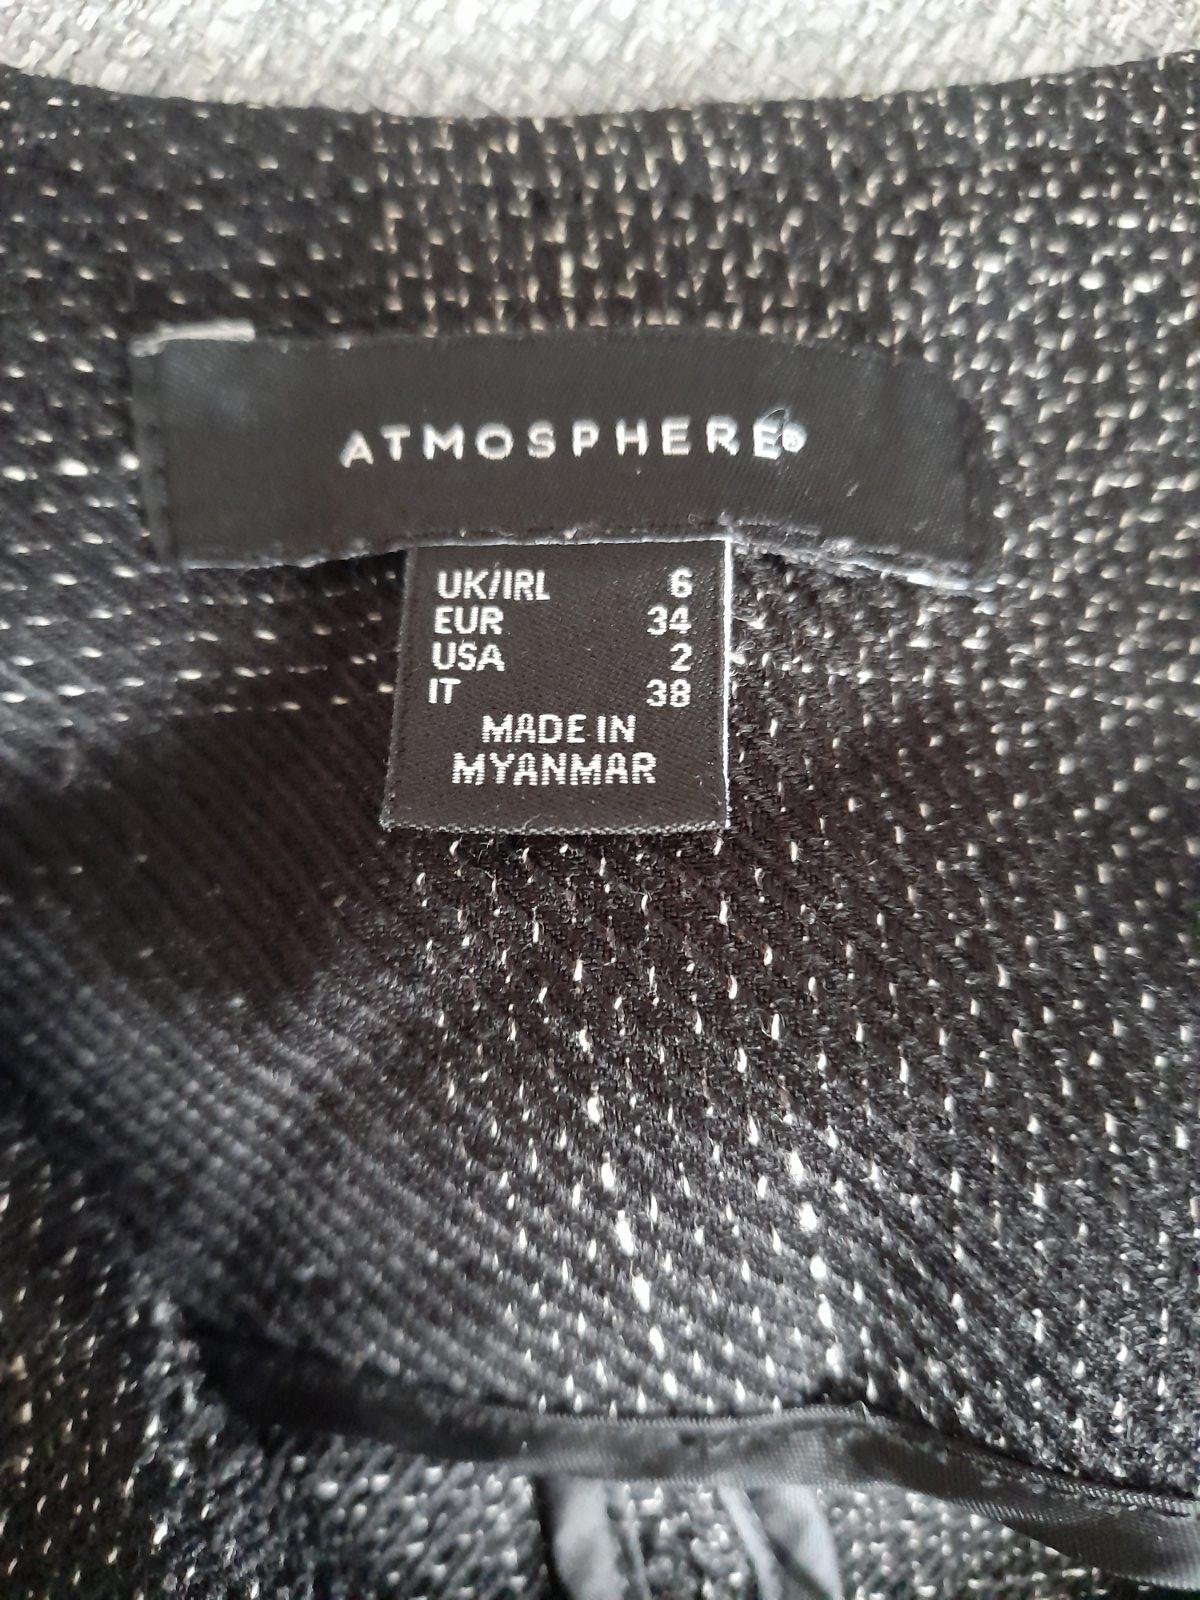 ATMOSPHERE®
UK/IRL 6
EUR 34
USA 2
IT 38
MADE IN
MYANMAR